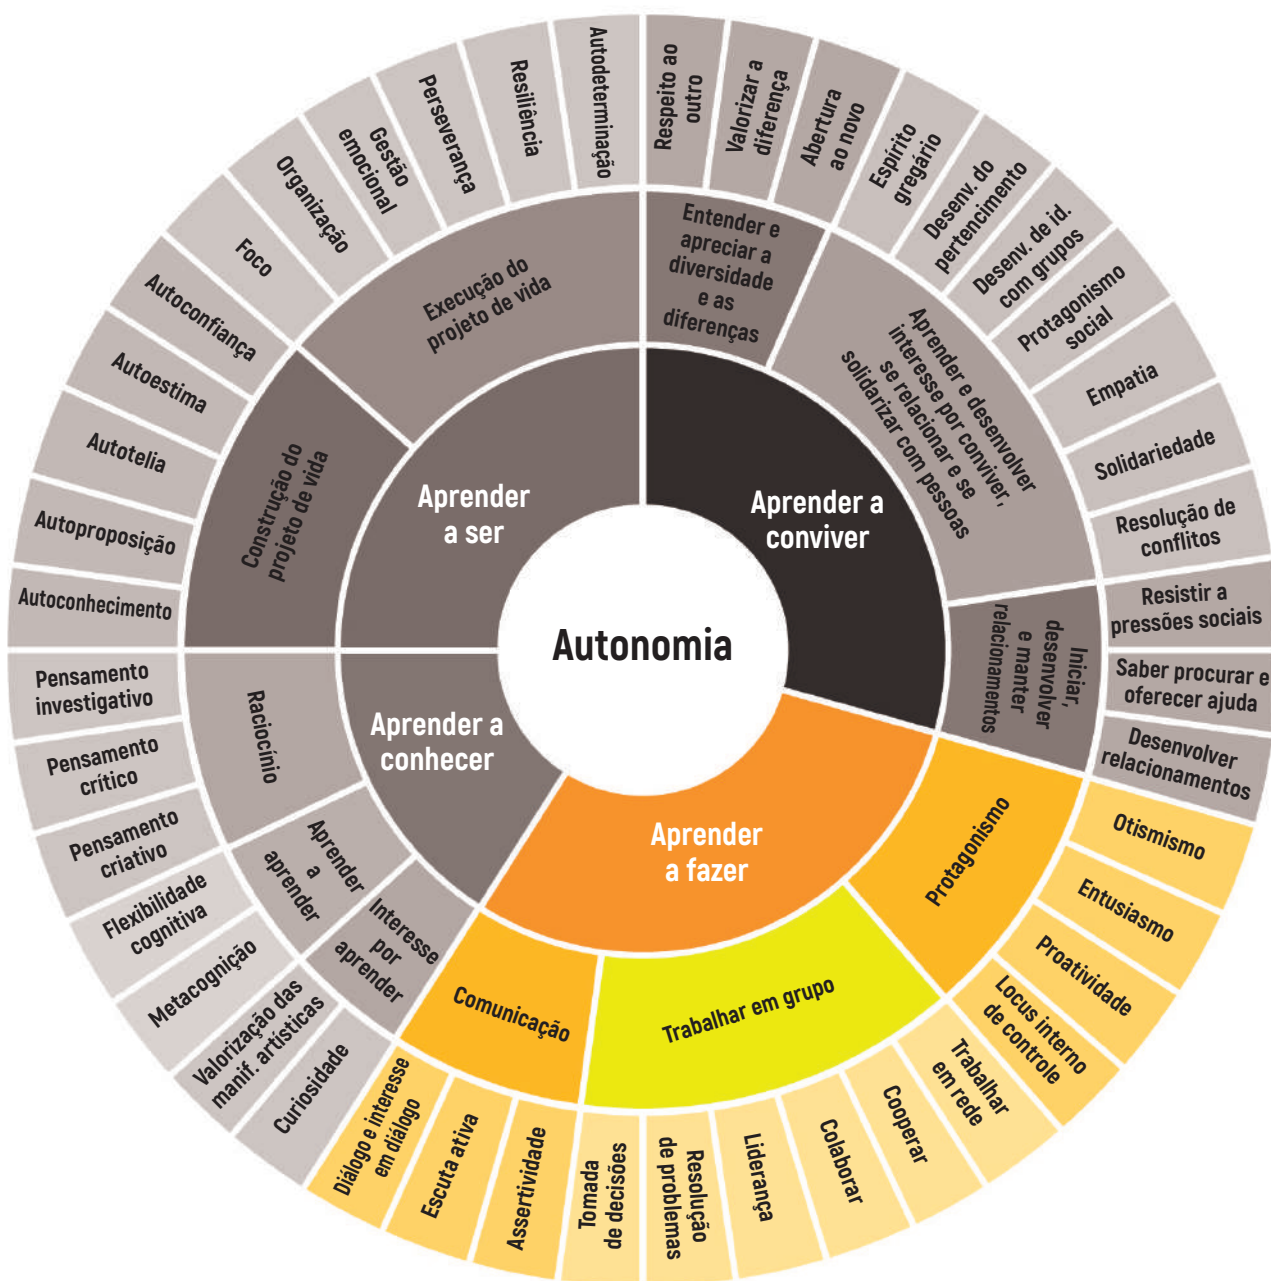 Autonomia
Aprender a
conviver
Entender e
apreciar a
diversidade
e as
diferenças
Respeito ao
outro
Valorizar a
diferença
Abertura
ao novo
Aprender e desenvolver
interesse por conviver,
se relacionar e se
solidarizar com pessoas
Espírito
gregário
Desenv. do
pertencimento
Desenv. de id.
com grupos
Protagonismo
social
Empatia
Solidariedade
Resolução de
conflitos
Iniciar,
desenvolver
e manter
relacionamentos
Resistir a
pressões sociais
Saber procurar e
oferecer ajuda
Desenvolver
relacionamentos
Aprender
a fazer
Protagonismo
Otismismo
Entusiasmo
Proatividade
Locus interno
de controle
Trabalhar em grupo
Trabalhar
em rede
Cooperar
Colaborar
Liderança
Resolução
de problemas
Tomada
de decisões
Comunicação
Assertividade
Escuta ativa
Diálogo e interesse
em diálogo
Aprender a
conhecer
Interesse
por
aprender
Curiosidade
Valorização das
manif. artísticas
Aprender
a
aprender
Metacognição
Flexibilidade
cognitiva
Raciocínio
Pensamento
criativo
Pensamento
crítico
Pensamento
investigativo
Aprender
a ser
Construção do
projeto de vida
Autoconhecimento
Autoproposição
Autotelia
Autoestima
Autoconfiança
Execução do
projeto de vida
Foco
Organização
Gestão
emocional
Perseverança
Resiliência
Autodeterminação